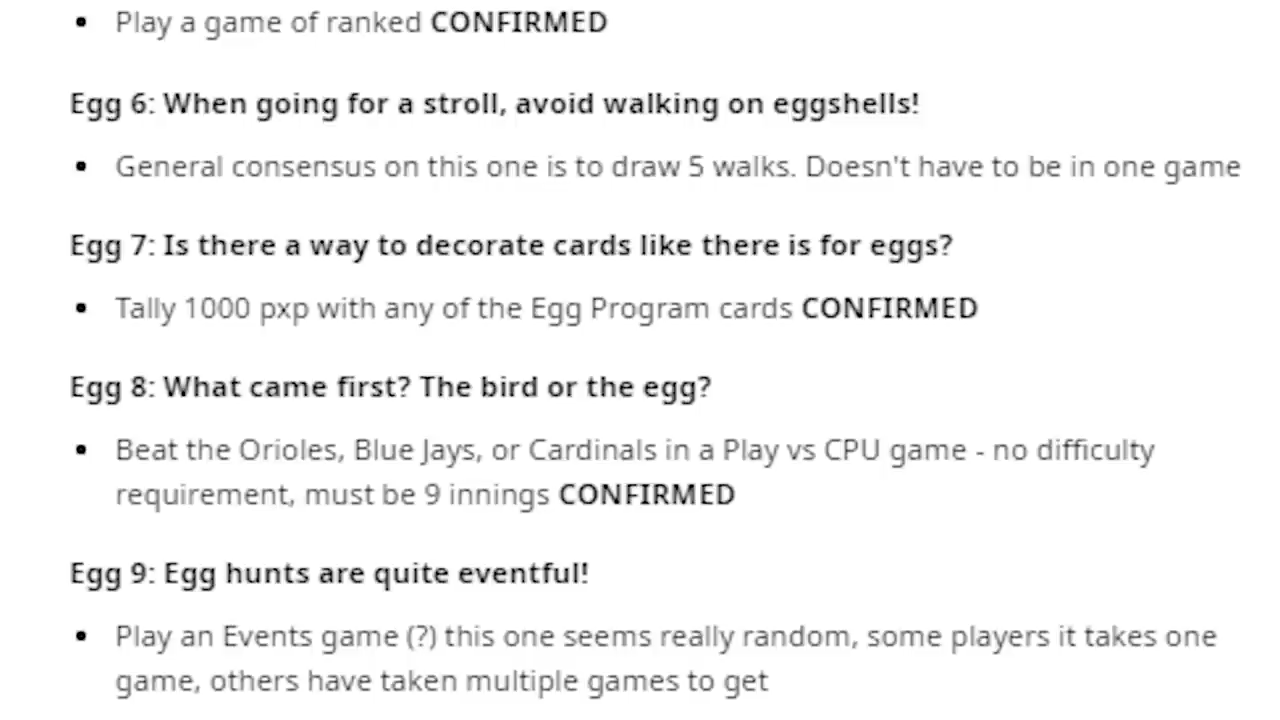 • Play a game of ranked CONFIRMED
Egg 6: When going for a stroll, avoid walking on eggshells!
• General consensus on this one is to draw 5 walks. Doesn't have to be in one game
Egg 7: Is there a way to decorate cards like there is for eggs?
• Tally 1000 pxp with any of the Egg Program cards CONFIRMED
Egg 8: What came first? The bird or the egg?
• Beat the Orioles, Blue Jays, or Cardinals in a Play vs CPU game - no difficulty
requirement, must be 9 innings CONFIRMED
Egg 9: Egg hunts are quite eventful!
• Play an Events game (?) this one seems really random, some players it takes one
game, others have taken multiple games to get